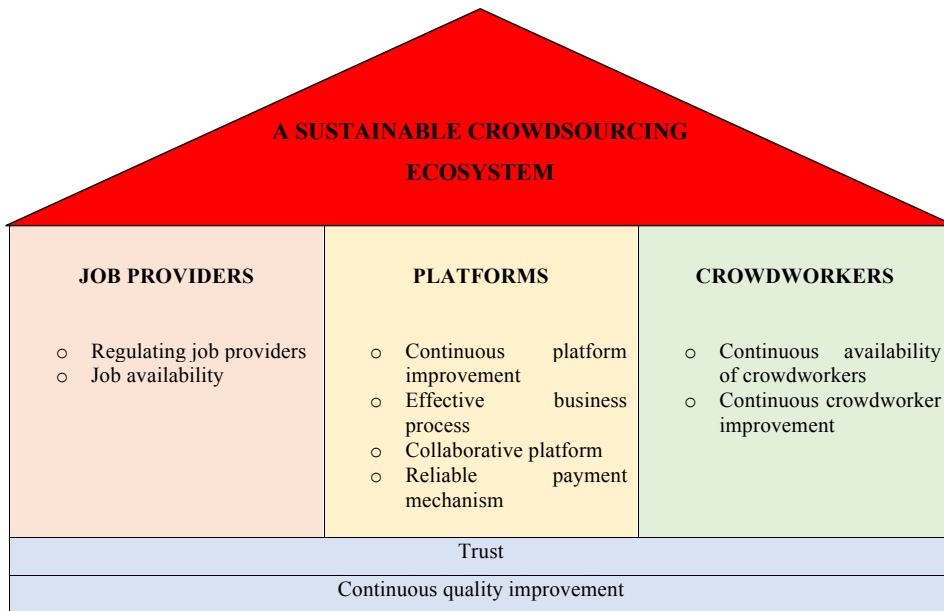 A SUSTAINABLE CROWDSOURCING
ECOSYSTEM
JOB PROVIDERS
o Regulating job providers
o Job availability
PLATFORMS
o Continuous platform
improvement
o Effective business
process
o Collaborative platform
o Reliable payment
mechanism
CROWDWORKERS
o Continuous availability
of crowdworkers
o Continuous crowdworker
improvement
Trust
Continuous quality improvement